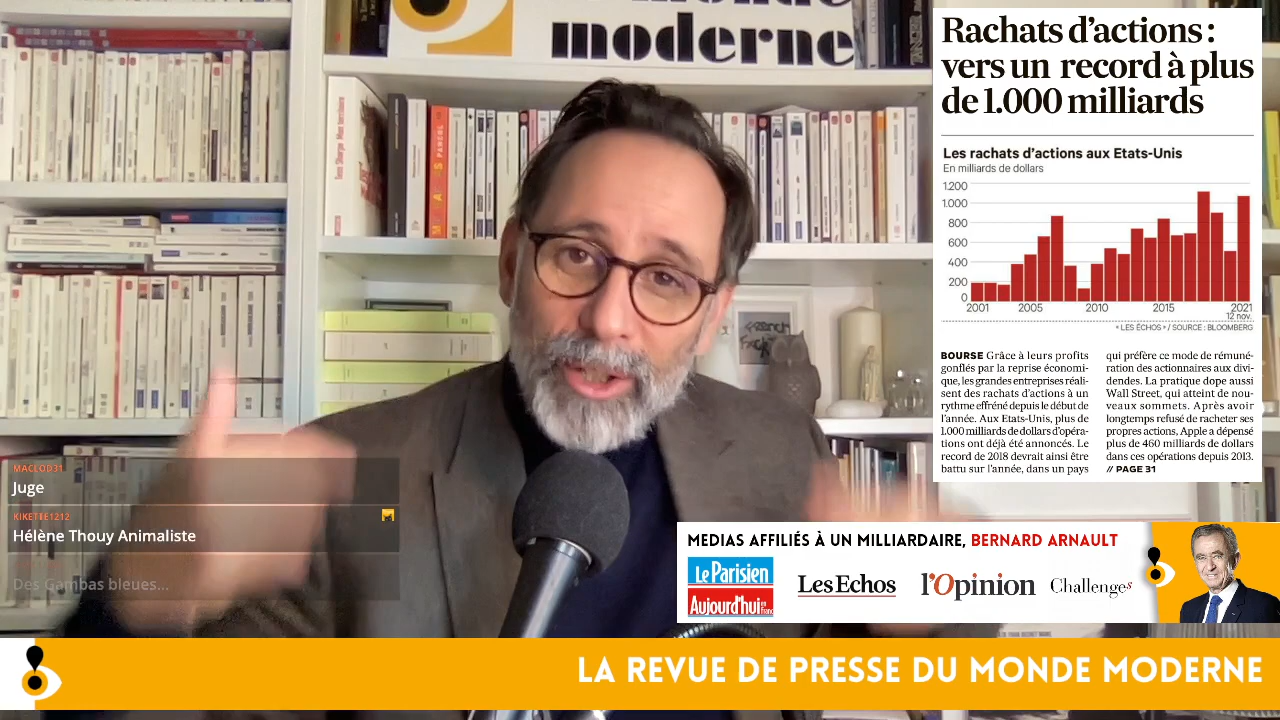 monde
moderne
Rachats d'actions :
vers un record à plus
de 1.000 milliards
Les rachats d'actions aux Etats-Unis
En milliards de dollars
1.200
1.000
800
600
400
200
0
2001
2005
2010
2015
2021
12 nov.
« LES ÉCHOS » / SOURCE : BLOOMBERG
BOURSE Grâce à leurs profits
gonflés par la reprise économi-
que, les grandes entreprises réali-
sent des rachats d'actions à un
rythme effréné depuis le début de
l'année. Aux Etats-Unis, plus de
1.000 milliards de dollars d'opéra-
tions ont déjà été annoncés. Le
record de 2018 devrait ainsi être
battu sur l'année, dans un pays
qui préfère ce mode de rémuné-
ration des actionnaires aux divi-
dendes. La pratique dope aussi
Wall Street, qui atteint de nou-
veaux sommets. Après avoir
longtemps refusé de racheter ses
propres actions, Apple a dépensé
plus de 460 milliards de dollars
dans ces opérations depuis 2013.
// PAGE 31
MACLOD31
Juge
KIKETTE1212
Hélène Thouy Animaliste
Des Gambas bleues...
MEDIAS AFFILIÉS À UN MILLIARDAIRE, BERNARD ARNAULT
Le Parisien
Aujourd'hui en France
Les Echos
l'Opinion
Challenges
LA REVUE DE PRESSE DU MONDE MODERNE